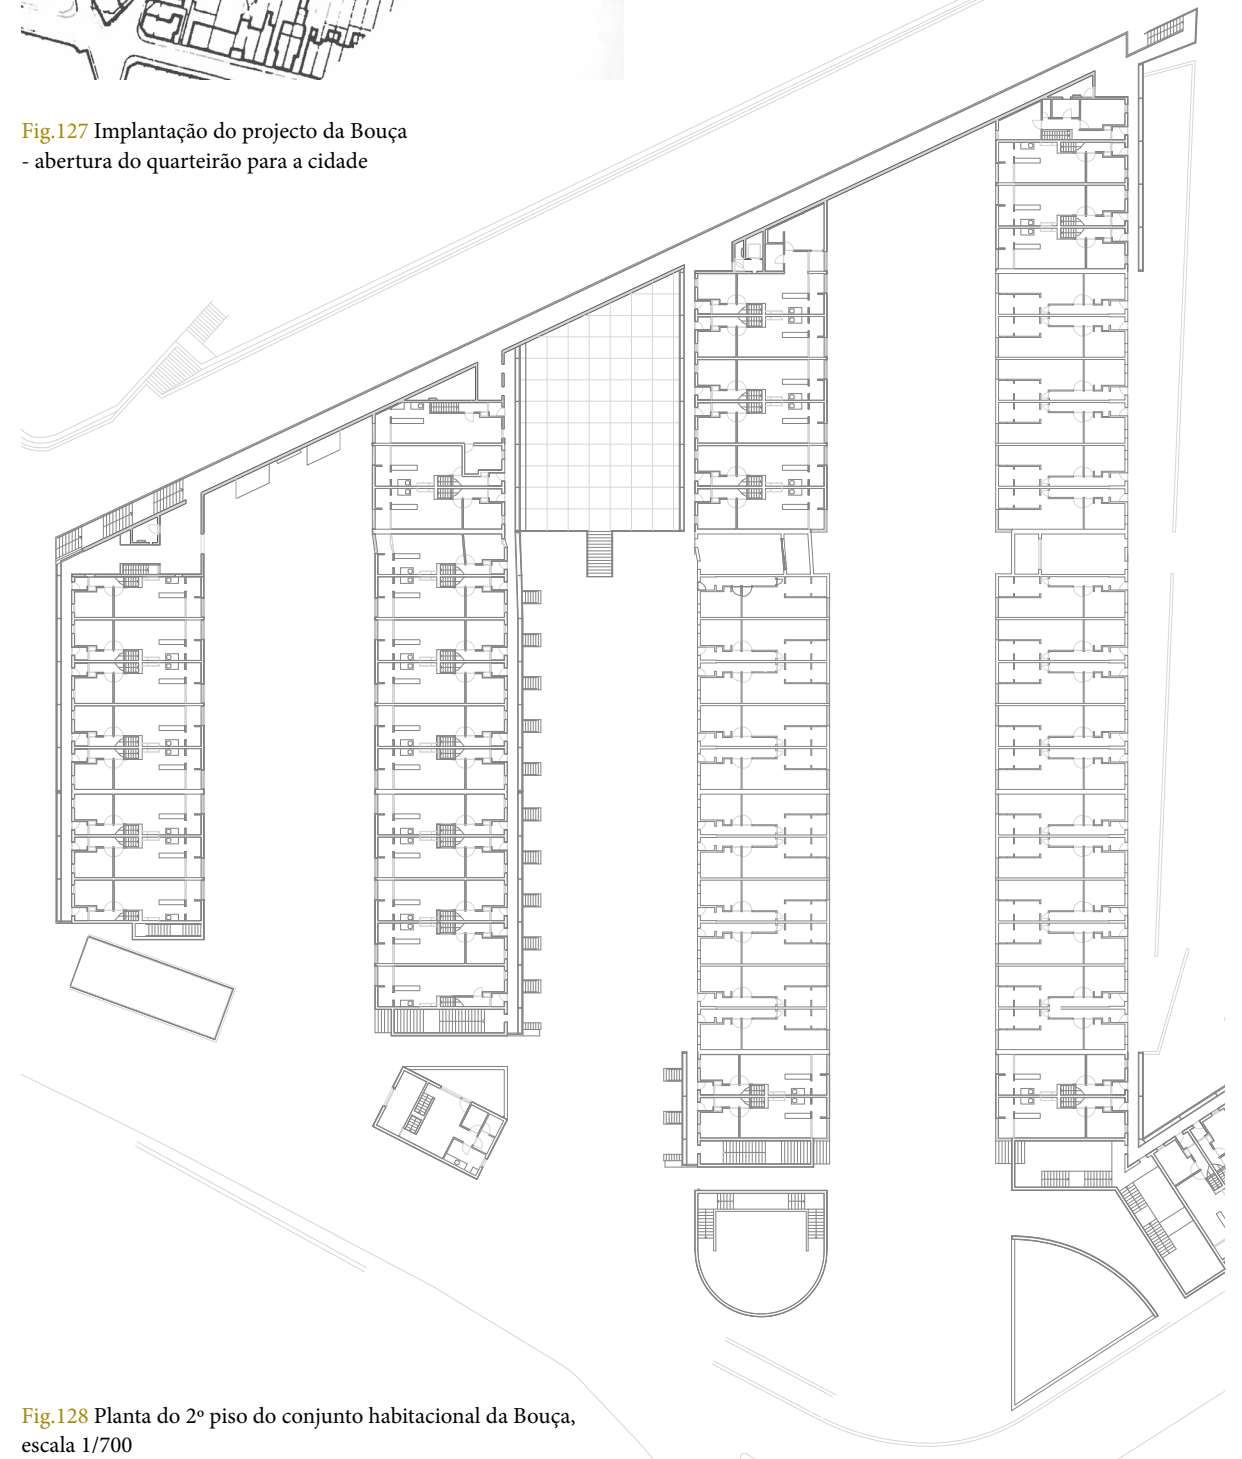 Fig.127 Implantação do projecto da Bouça
- abertura do quarteirão para a cidade
Fig.128 Planta do 2º piso do conjunto habitacional da Bouça,
escala 1/700